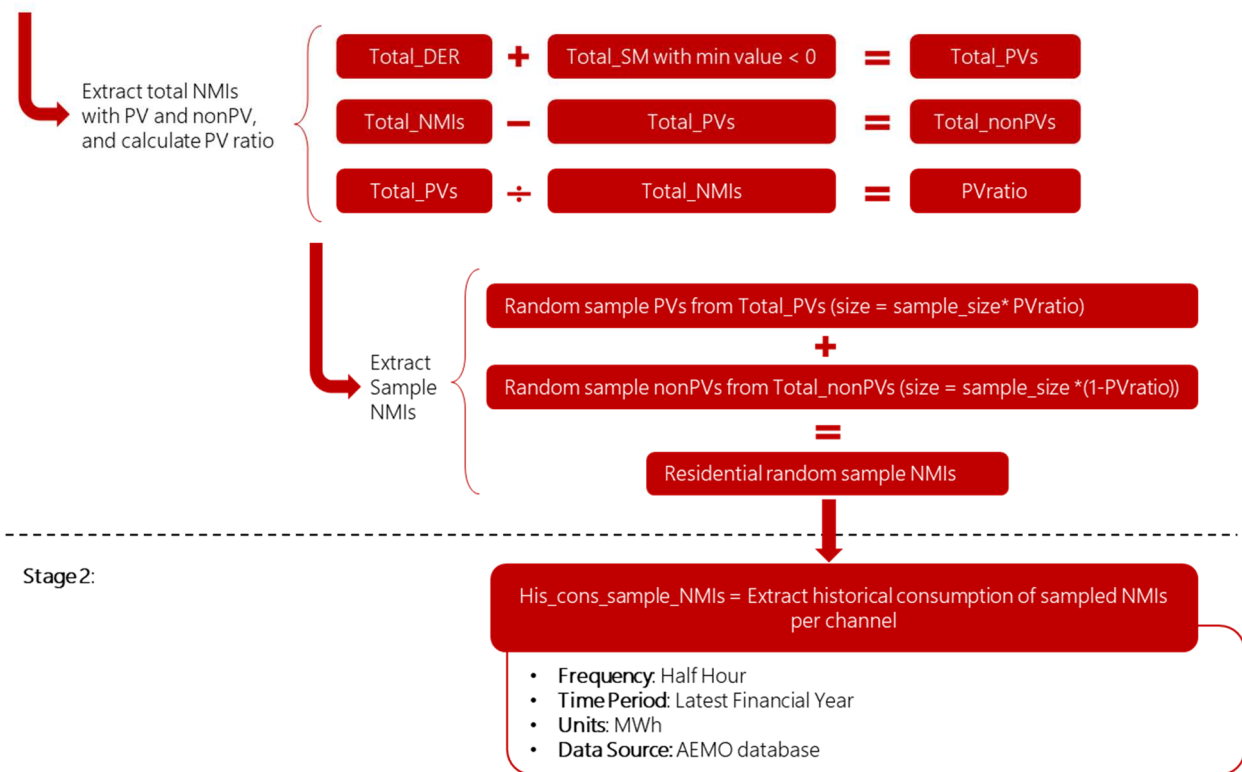 Extract total NMIs
with PV and nonPV,
and calculate PV ratio
Total_DER + Total_SM with min value < 0 = Total_PVs
Total_NMIs − Total_PVs = Total_nonPVs
Total_PVs ÷ Total_NMIs = PVratio
Extract
Sample
NMIs
Random sample PVs from Total_PVs (size = sample_size* PVratio)
+
Random sample nonPVs from Total_nonPVs (size = sample_size *(1-PVratio))
=
Residential random sample NMIs
Stage 2:
His_cons_sample_NMIs = Extract historical consumption of sampled NMIs
per channel
• Frequency: Half Hour
• Time Period: Latest Financial Year
• Units: MWh
• Data Source: AEMO database